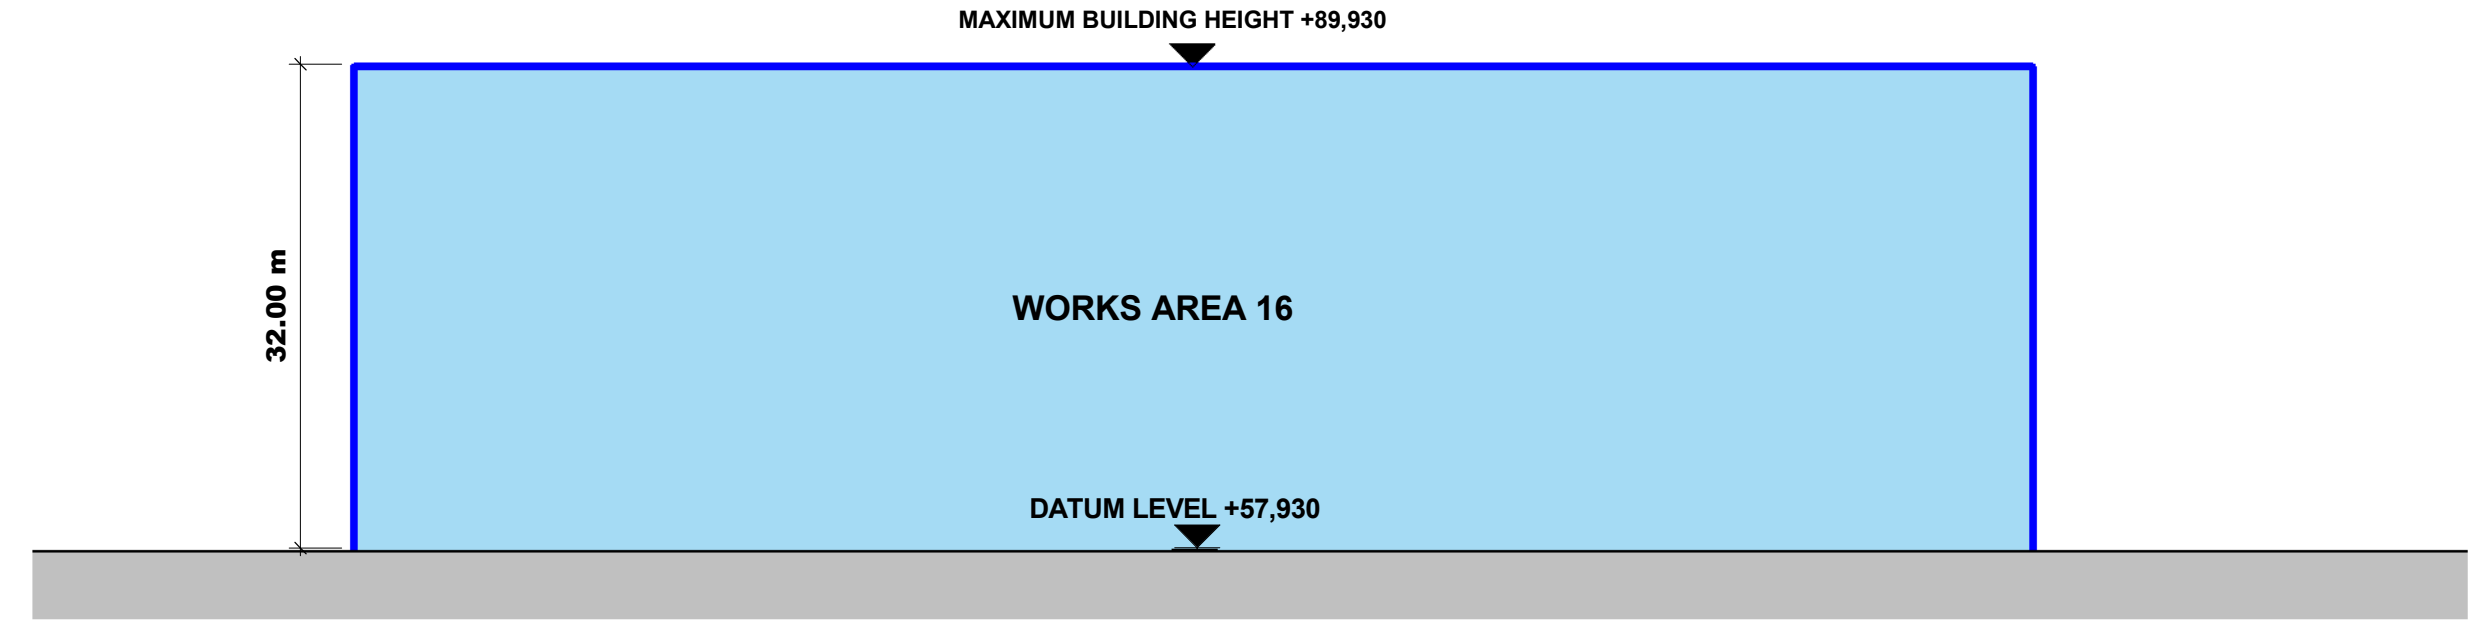 MAXIMUM BUILDING HEIGHT +89,930
32.00 m
WORKS AREA 16
DATUM LEVEL +57,930